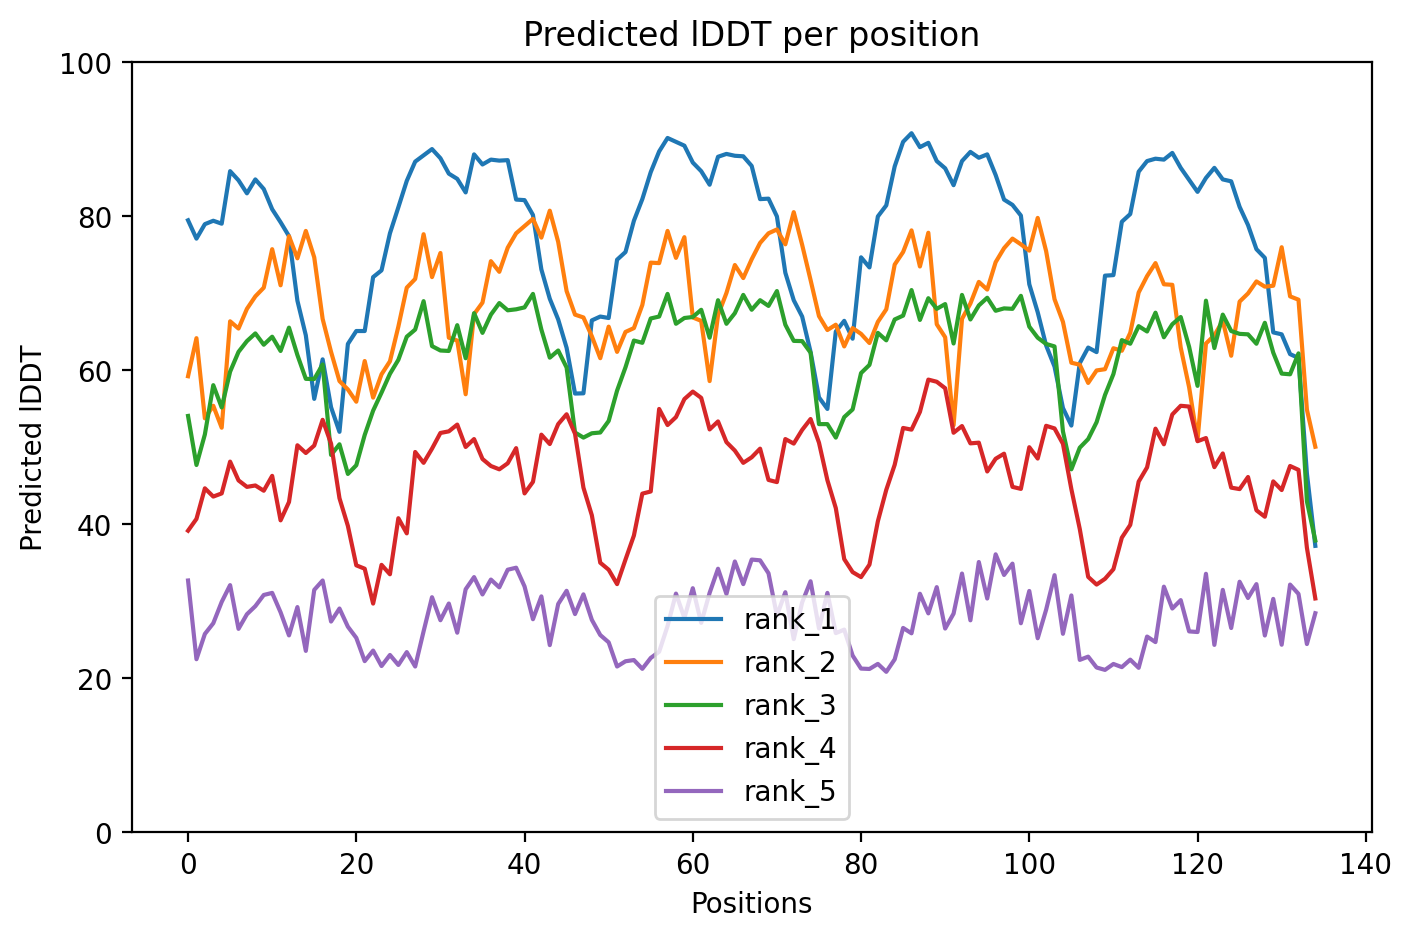 Predicted lDDT per position
100
80
60
40
20
0
Predicted lDDT
rank_1
rank_2
rank_3
rank_4
rank_5
0 20 40 60 80 100 120 140
Positions